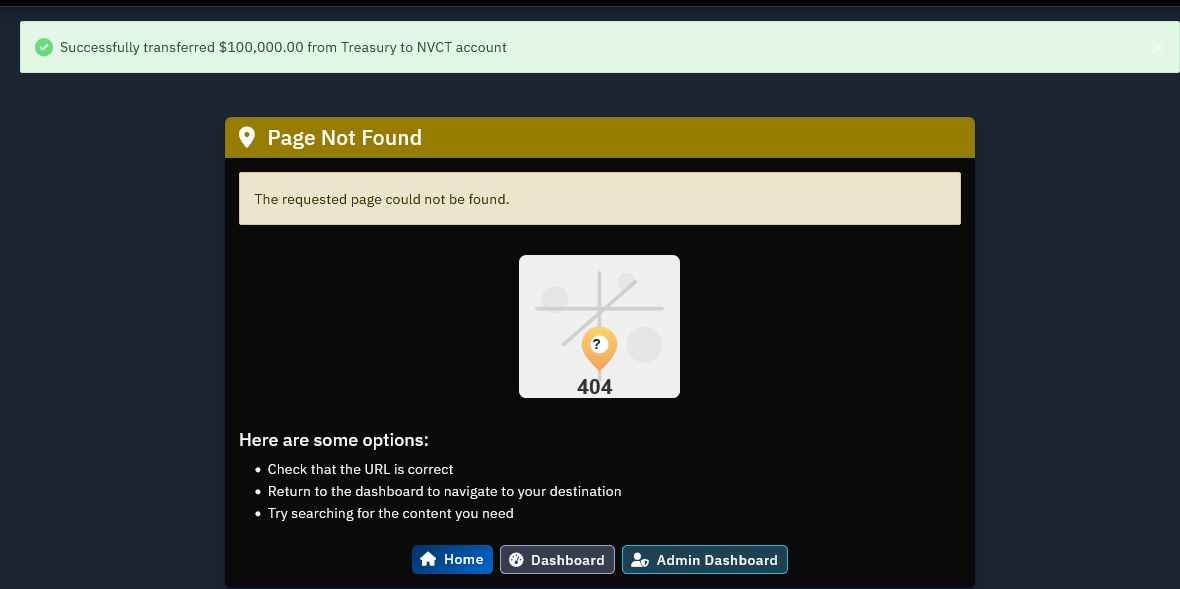 Successfully transferred $100,000.00 from Treasury to NVCT account
Page Not Found
The requested page could not be found.
?
404
Here are some options:
Check that the URL is correct
Return to the dashboard to navigate to your destination
Try searching for the content you need
Home Dashboard Admin Dashboard